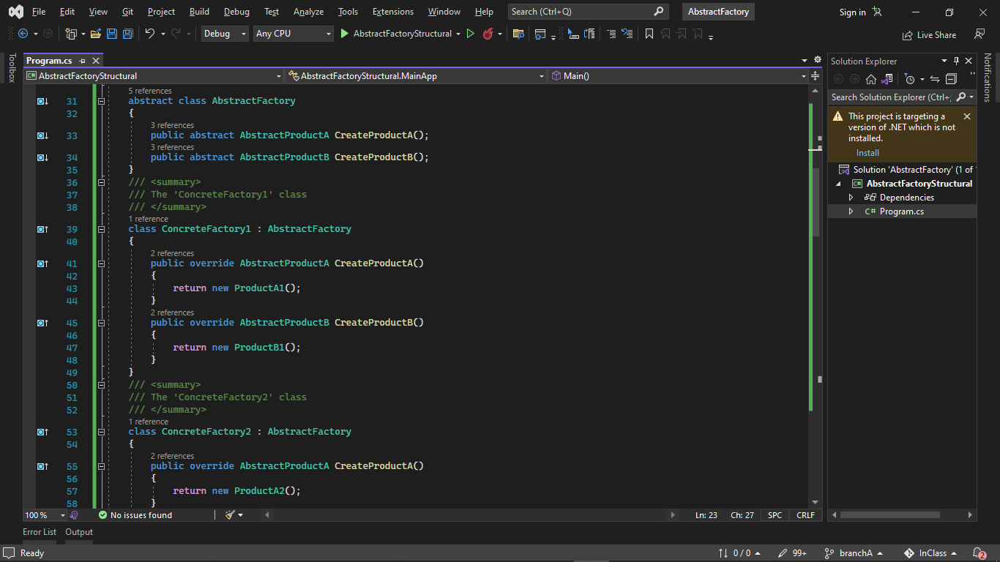 File Edit View Git Project Build Debug Test Analyze Tools Extensions Window Help Search (Ctrl+Q) AbstractFactory Sign in
Debug Any CPU AbstractFactoryStructural Live Share
Toolbox
Program.cs
AbstractFactoryStructural AbstractFactoryStructural.MainApp Main()
5 references
31 abstract class AbstractFactory
32 {
3 references
33 public abstract AbstractProductA CreateProductA();
3 references
34 public abstract AbstractProductB CreateProductB();
35 }
36 /// <summary>
37 /// The 'ConcreteFactory1' class
38 /// </summary>
1 reference
39 class ConcreteFactory1 : AbstractFactory
40 {
2 references
41 public override AbstractProductA CreateProductA()
42 {
43 return new ProductA1();
44 }
2 references
45 public override AbstractProductB CreateProductB()
46 {
47 return new ProductB1();
48 }
49 }
50 /// <summary>
51 /// The 'ConcreteFactory2' class
52 /// </summary>
1 reference
53 class ConcreteFactory2 : AbstractFactory
54 {
2 references
55 public override AbstractProductA CreateProductA()
56 {
57 return new ProductA2();
58 }
100 % No issues found Ln: 23 Ch: 27 SPC CRLF
Solution Explorer
Search Solution Explorer (Ctrl+;
This project is targeting a
version of .NET which is not
installed.
Install
Solution 'AbstractFactory' (1 of
C# AbstractFactoryStructural
Dependencies
C# Program.cs
Notifications
Error List Output
Ready 0 / 0 99+ branchA InClass 2